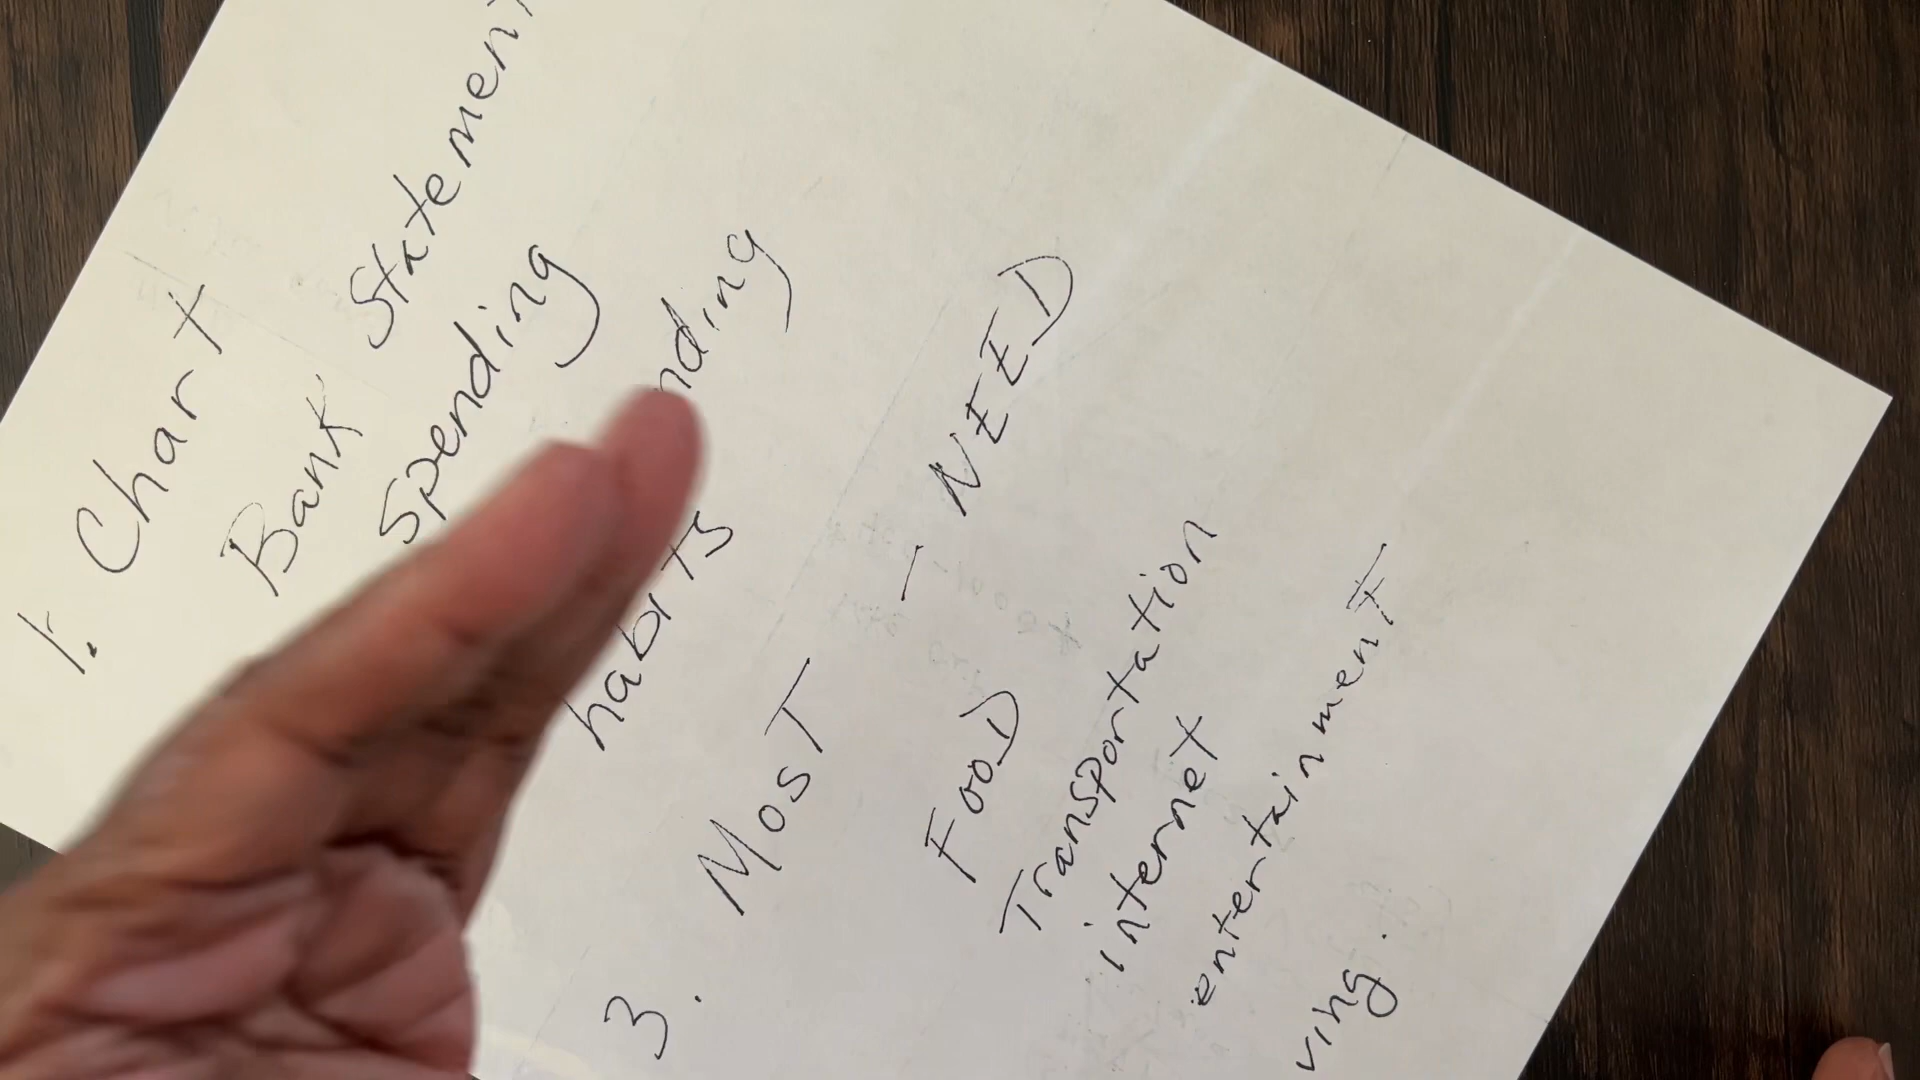 1. Chart
Bank Statement
Spending
habits
3. MosT - NEED
FooD
Transportation
internet
entertainment